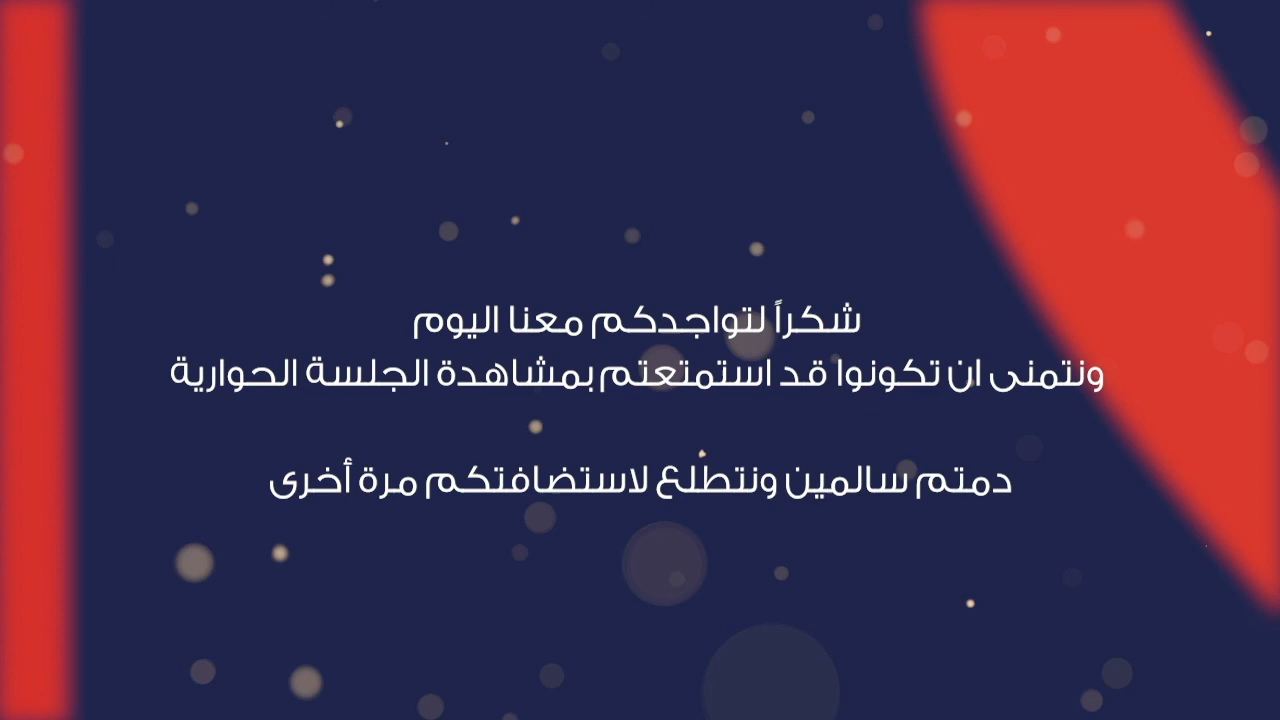 شكراً لتواجدكم معنا اليوم
ونتمنى ان تكونوا قد استمتعتم بمشاهدة الجلسة الحوارية
دمتم سالمين ونتطلع لاستضافتكم مرة أخرى